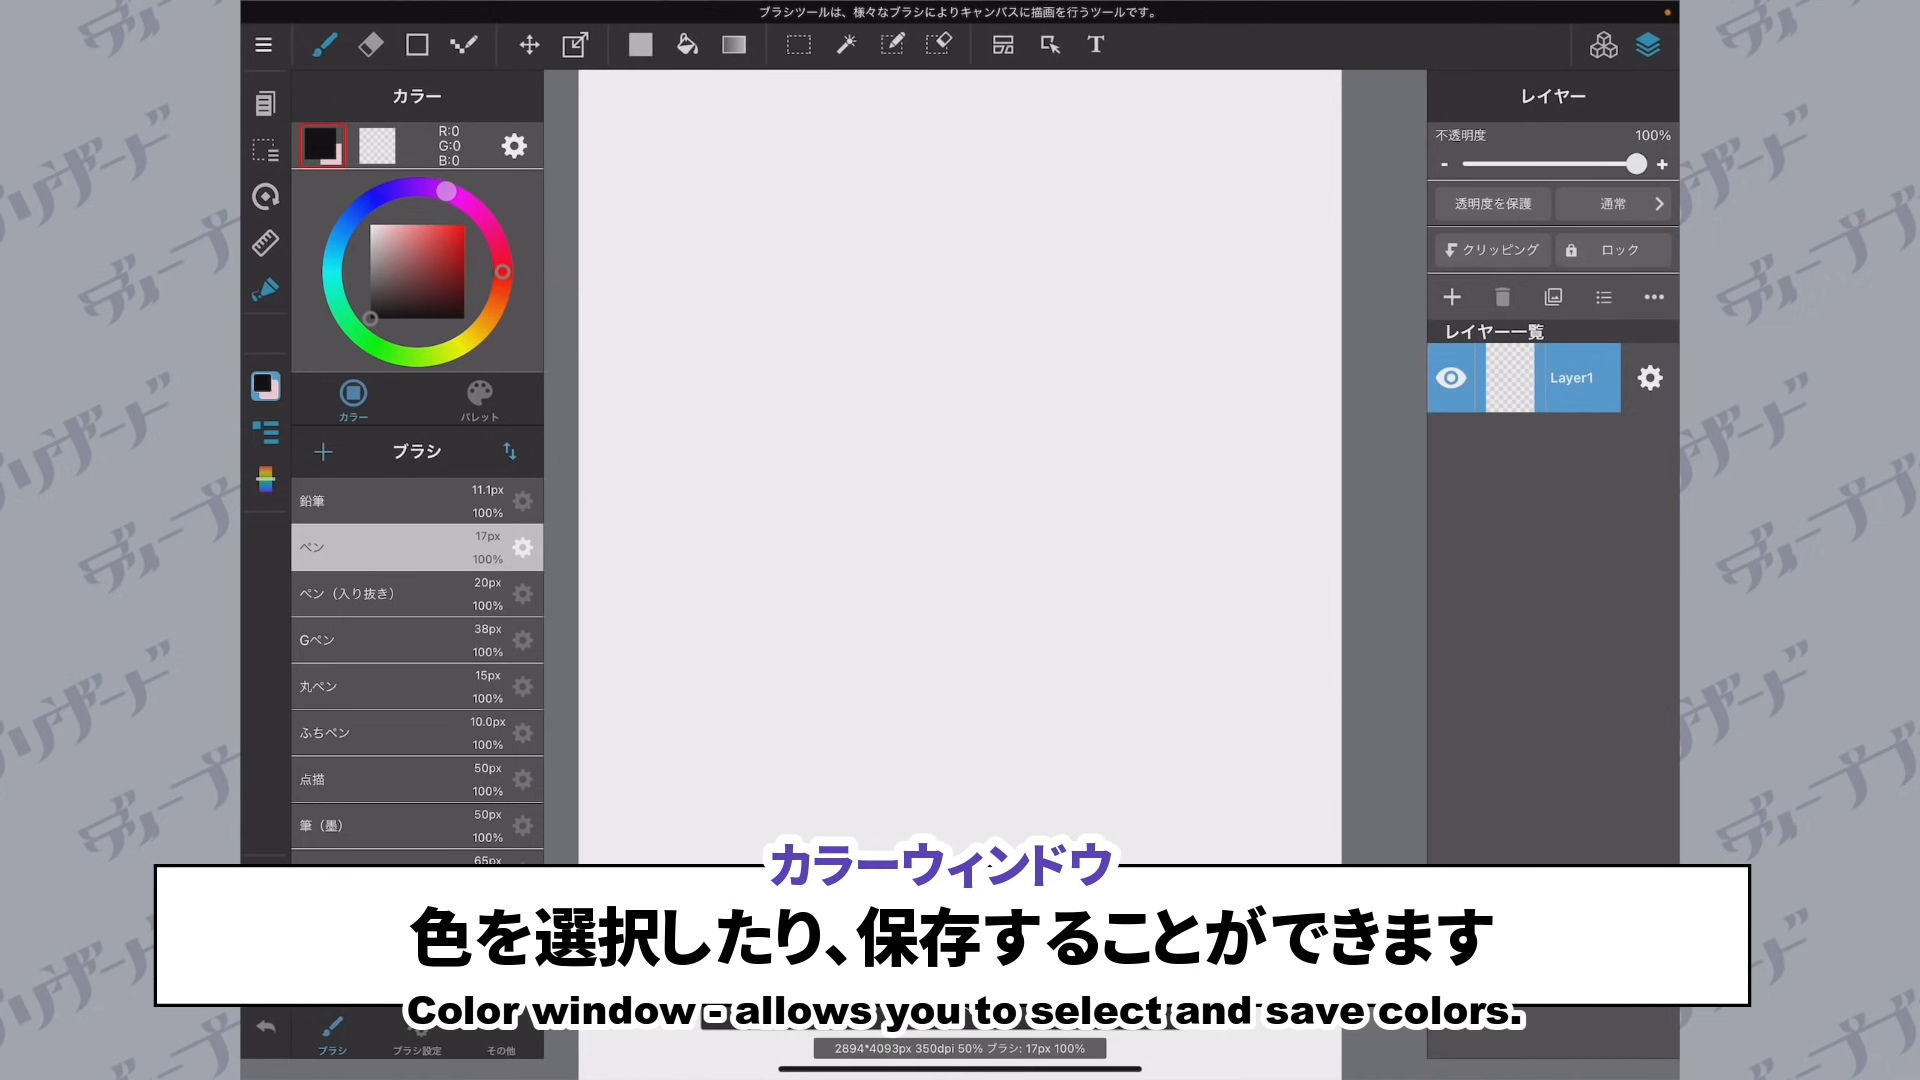 ブラシツールは、様々なブラシによりキャンバスに描画を行うツールです。
T
カラー
R:0
G:0
B:0
カラー
パレット
ブラシ
鉛筆
11.1px
100%
ペン
17px
100%
ペン（入り抜き）
20px
100%
Gペン
38px
100%
丸ペン
15px
100%
ふちペン
10.0px
100%
点描
50px
100%
筆（墨）
50px
100%
65px
レイヤー
不透明度
100%
- +
透明度を保護
通常
クリッピング
ロック
レイヤー一覧
Layer1
カラーウィンドウ
色を選択したり、保存することができます
Color window - allows you to select and save colors.
ブラシ
ブラシ設定
その他
2894*4093px 350dpi 50% ブラシ: 17px 100%